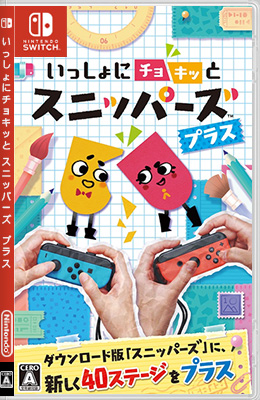 NINTENDO
SWITCH™
いっしょにチョキッと
スニッパーズ™
プラス
いっしょにチョキッと スニッパーズ プラス
Nintendo
ダウンロード版「スニッパーズ」に、
新しく40ステージをプラス
CERO
A
A